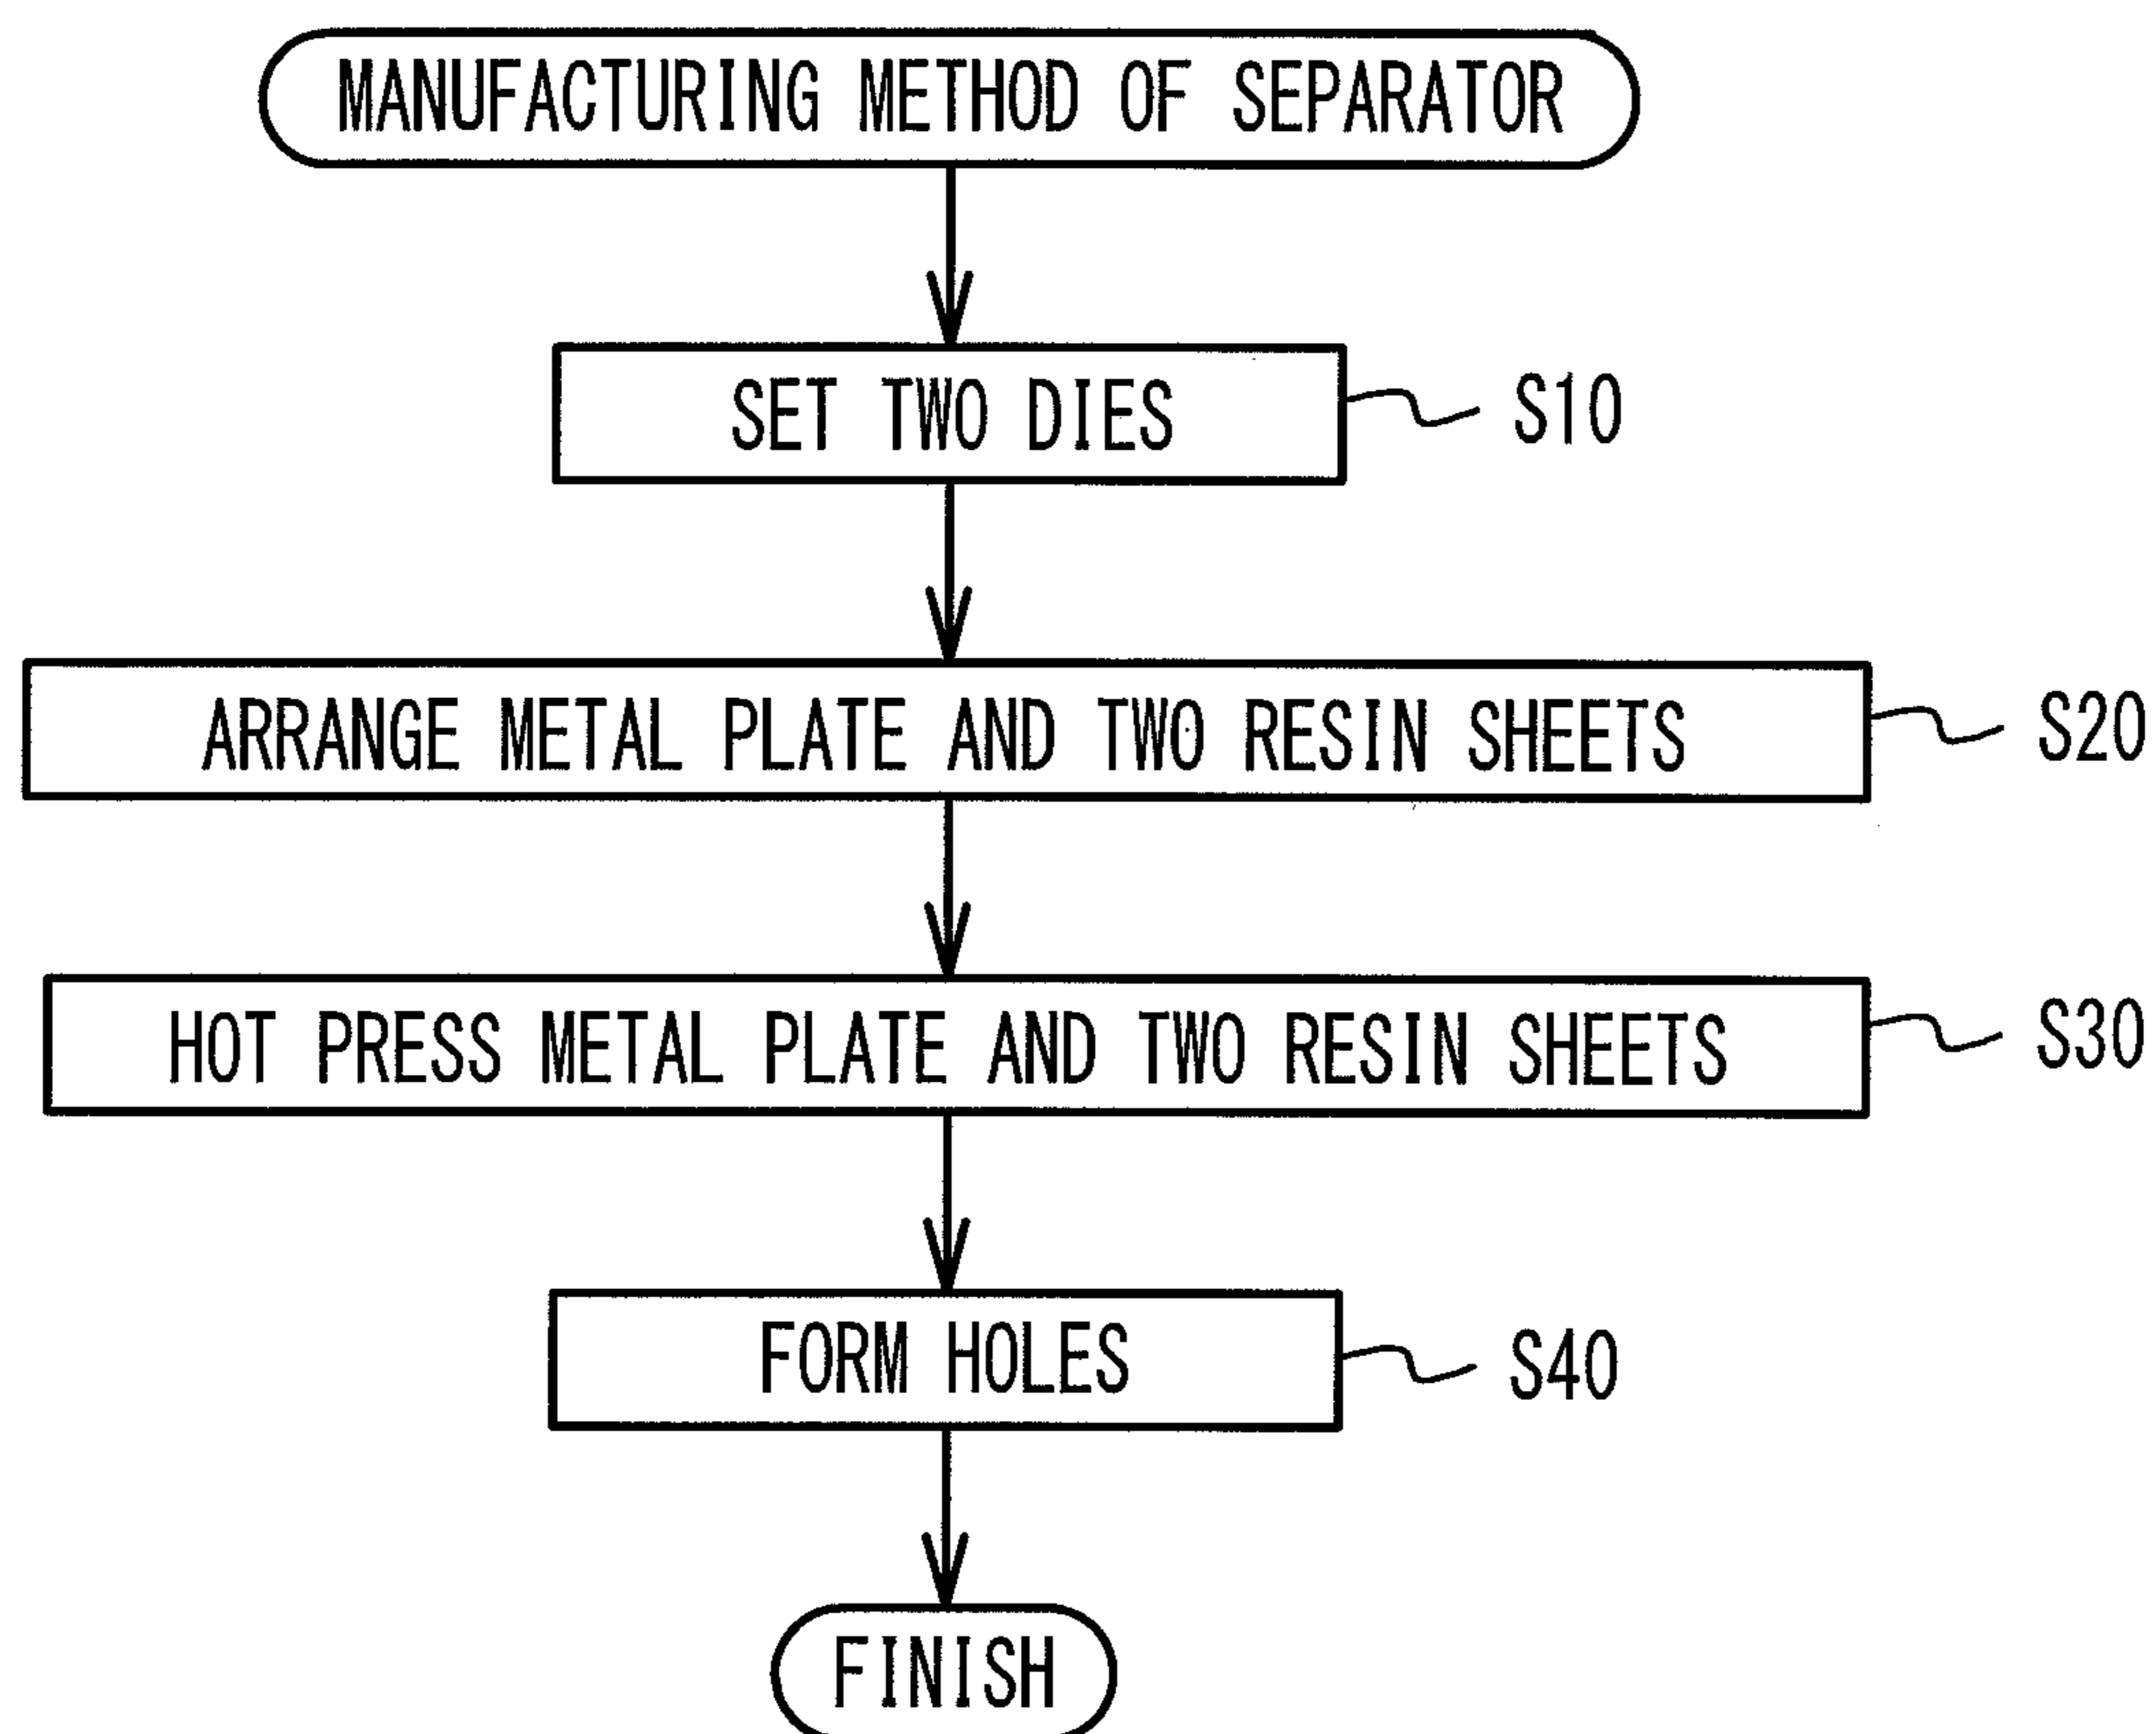 MANUFACTURING METHOD OF SEPARATOR
SET TWO DIES
S10
ARRANGE METAL PLATE AND TWO RESIN SHEETS
S20
HOT PRESS METAL PLATE AND TWO RESIN SHEETS
S30
FORM HOLES
S40
FINISH